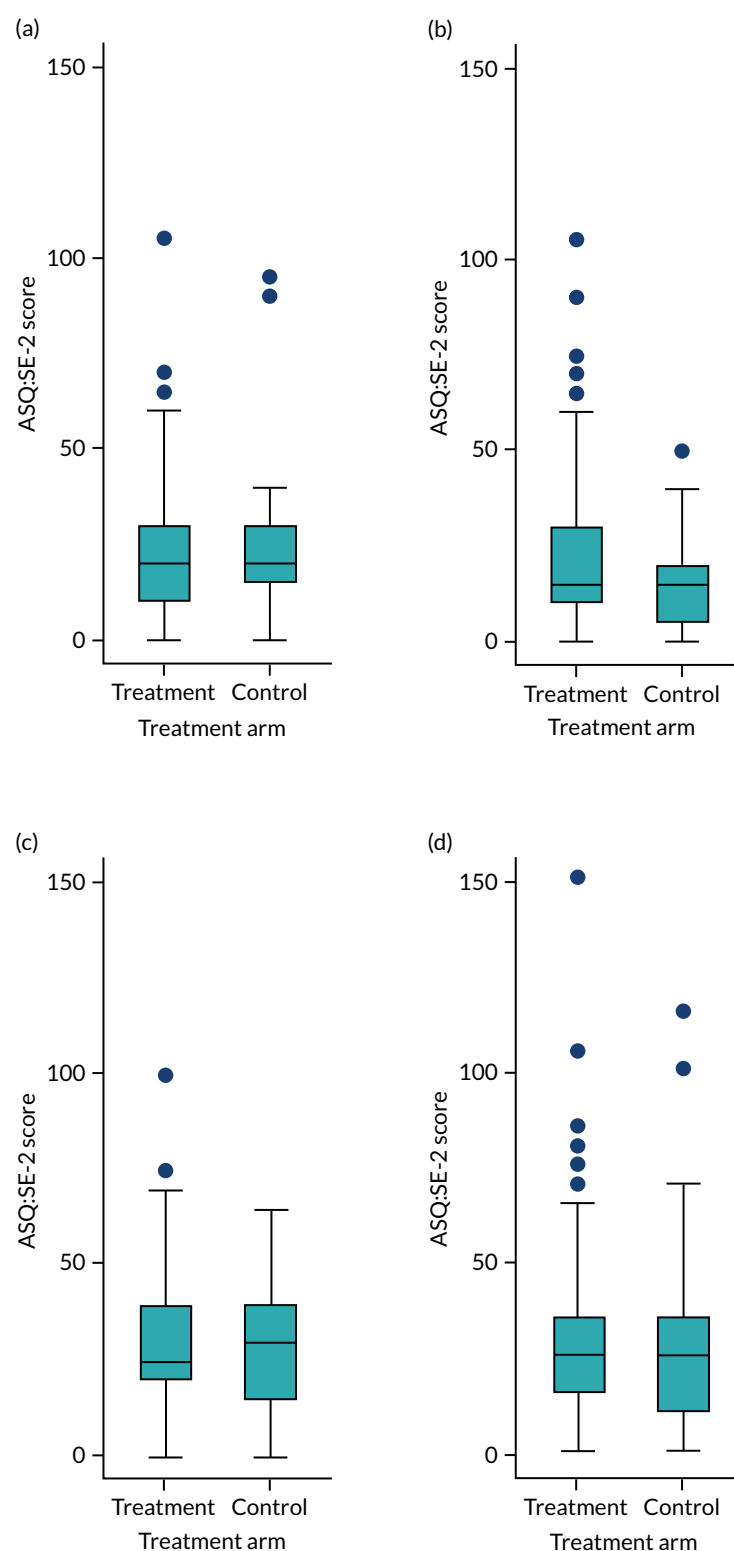 (a)
150
100
50
0
ASQ:SE-2 score
Treatment Control
Treatment arm
(b)
150
100
50
0
ASQ:SE-2 score
Treatment Control
Treatment arm
(c)
150
100
50
0
ASQ:SE-2 score
Treatment Control
Treatment arm
(d)
150
100
50
0
ASQ:SE-2 score
Treatment Control
Treatment arm